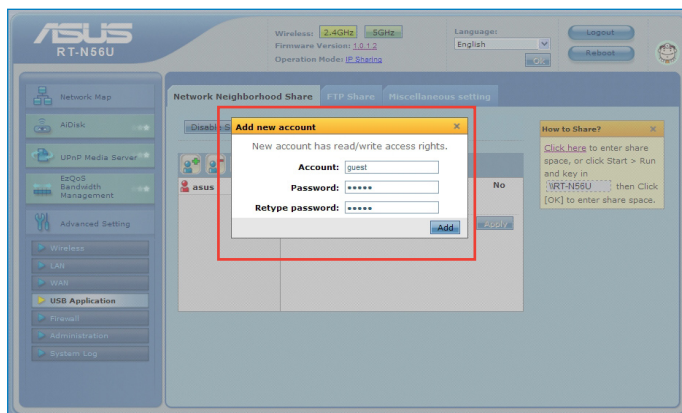 ASUS
RT-N56U
Wireless: 2.4GHz 5GHz
Firmware Version: 1.0.1.2
Operation Mode: IP Sharing
Language:
English
OK
Logout
Reboot
Network Map
AiDisk
UPnP Media Server
EzQoS
Bandwidth
Management
Advanced Setting
Wireless
LAN
WAN
USB Application
Firewall
Administration
System Log
Network Neighborhood Share FTP Share Miscellaneous setting
Disable S
asus
No
Apply
Add new account ×
New account has read/write access rights.
Account: guest
Password: •••••
Retype password: •••••
Add
How to Share? ×
Click here to enter share
space, or click Start > Run
and key in
\\RT-N56U then Click
[OK] to enter share space.